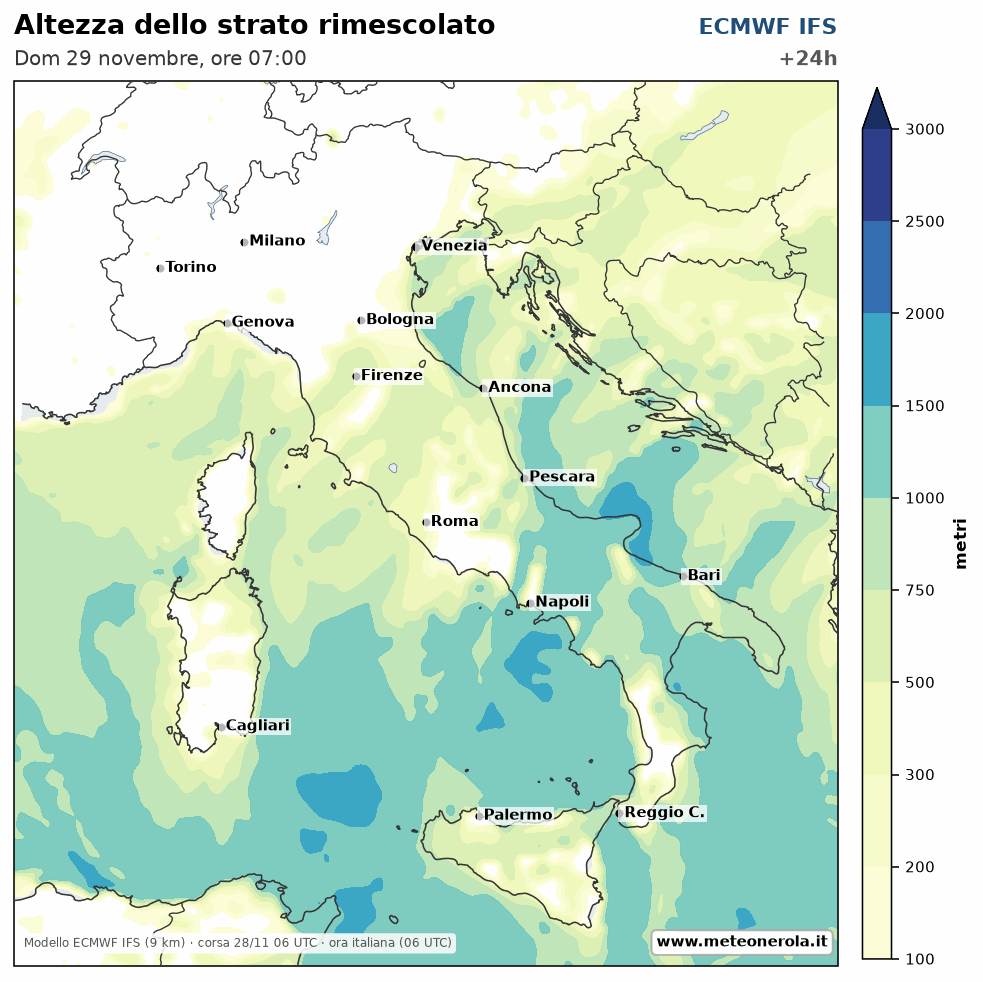 Altezza dello strato rimescolato
ECMWF IFS
Dom 29 novembre, ore 07:00
+24h
Milano
Venezia
Torino
Genova
Bologna
Firenze
Ancona
Pescara
Roma
Bari
Napoli
Cagliari
Palermo
Reggio C.
3000
2500
2000
1500
1000
750
500
300
200
100
metri
Modello ECMWF IFS (9 km) · corsa 28/11 06 UTC · ora italiana (06 UTC)
www.meteonerola.it